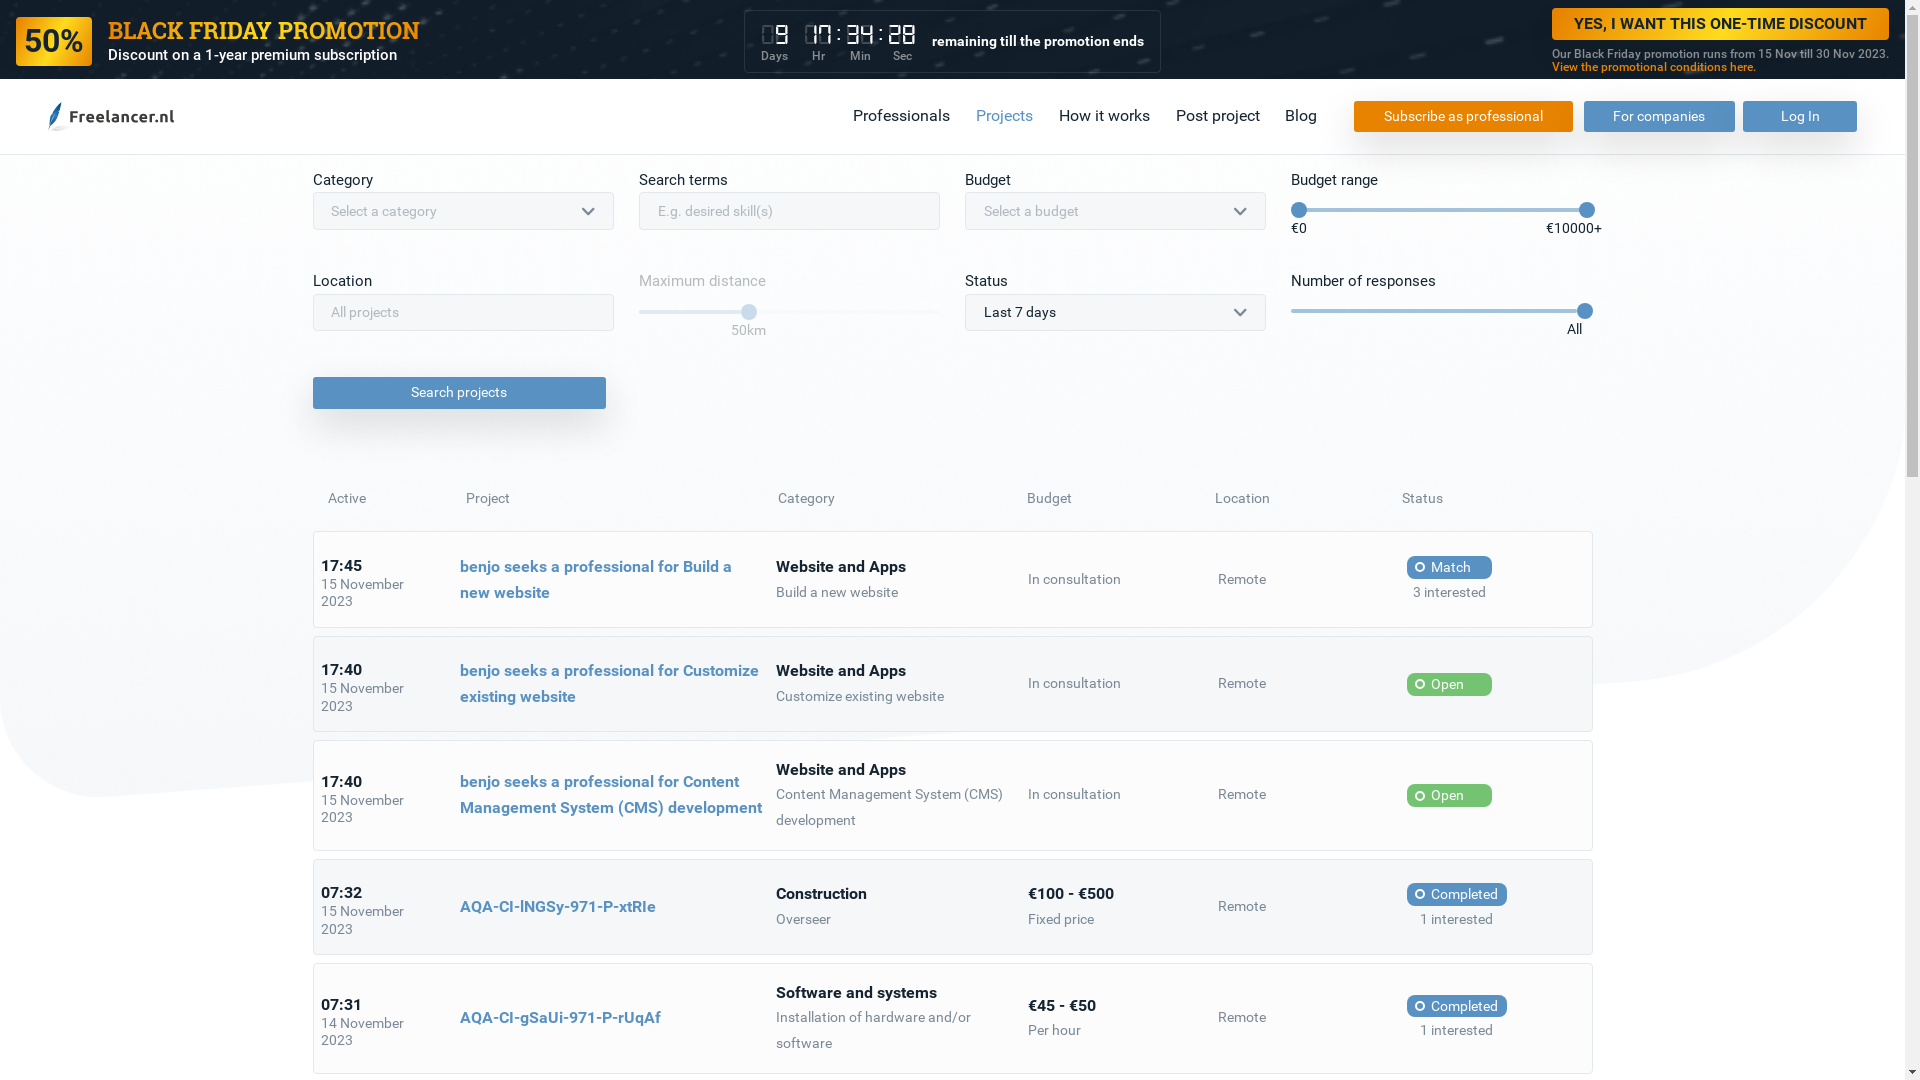 50%
BLACK FRIDAY PROMOTION
Discount on a 1-year premium subscription
9 17 : 34 : 28
Days Hr Min Sec
remaining till the promotion ends
YES, I WANT THIS ONE-TIME DISCOUNT
Our Black Friday promotion runs from 15 Nov till 30 Nov 2023.
View the promotional conditions here.
Freelancer.nl
Professionals Projects How it works Post project Blog Subscribe as professional For companies Log In
Category Search terms Budget Budget range
Select a category E.g. desired skill(s) Select a budget
€0 €10000+
Location Maximum distance Status Number of responses
All projects Last 7 days
50km All
Search projects
Active Project Category Budget Location Status
17:45
15 November
2023
benjo seeks a professional for Build a
new website
Website and Apps
Build a new website
In consultation
Remote
Match
3 interested
17:40
15 November
2023
benjo seeks a professional for Customize
existing website
Website and Apps
Customize existing website
In consultation
Remote
Open
17:40
15 November
2023
benjo seeks a professional for Content
Management System (CMS) development
Website and Apps
Content Management System (CMS)
development
In consultation
Remote
Open
07:32
15 November
2023
AQA-CI-lNGSy-971-P-xtRIe
Construction
Overseer
€100 - €500
Fixed price
Remote
Completed
1 interested
07:31
14 November
2023
AQA-CI-gSaUi-971-P-rUqAf
Software and systems
Installation of hardware and/or
software
€45 - €50
Per hour
Remote
Completed
1 interested